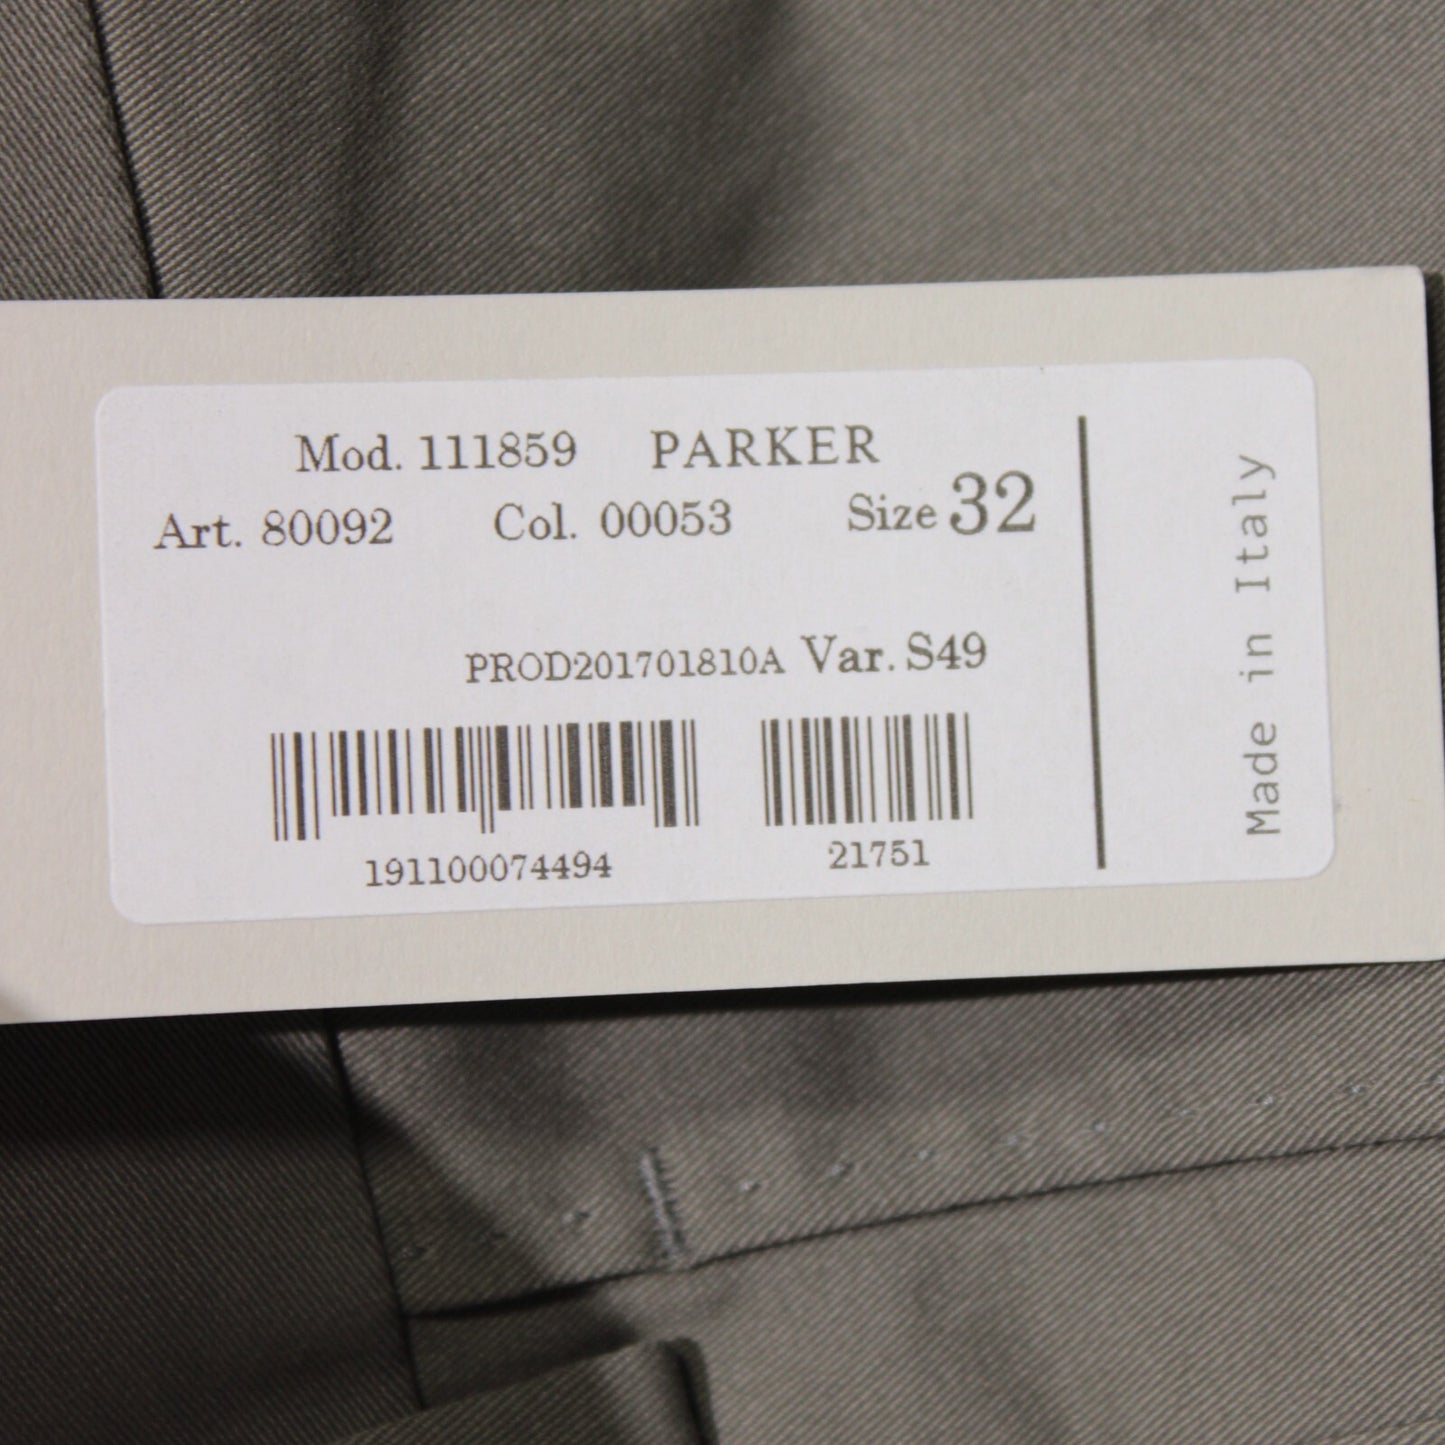 Mod. 111859 PARKER
Art. 80092 Col. 00053 Size 32
PROD201701810A Var. S49
191100074494 21751
Made in Italy